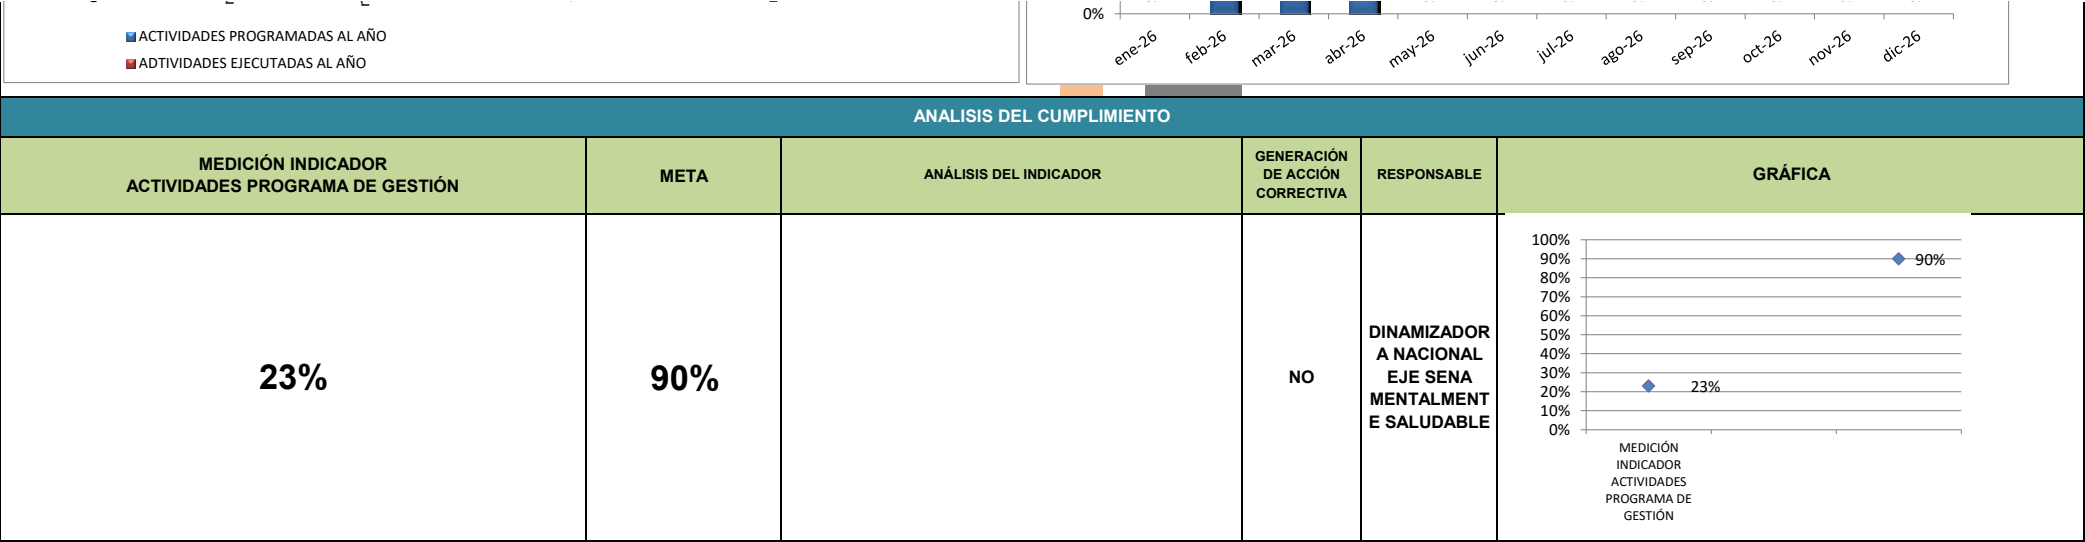 0%
ene-26 feb-26 mar-26 abr-26 may-26 jun-26 jul-26 ago-26 sep-26 oct-26 nov-26 dic-26
ACTIVIDADES PROGRAMADAS AL AÑO
ADTIVIDADES EJECUTADAS AL AÑO
ANALISIS DEL CUMPLIMIENTO
MEDICIÓN INDICADOR
ACTIVIDADES PROGRAMA DE GESTIÓN
META
ANÁLISIS DEL INDICADOR
GENERACIÓN
DE ACCIÓN
CORRECTIVA
RESPONSABLE
GRÁFICA
23%
90%
NO
DINAMIZADOR
A NACIONAL
EJE SENA
MENTALMENT
E SALUDABLE
100%
90%
80%
70%
60%
50%
40%
30%
20%
10%
0%
90%
23%
MEDICIÓN
INDICADOR
ACTIVIDADES
PROGRAMA DE
GESTIÓN